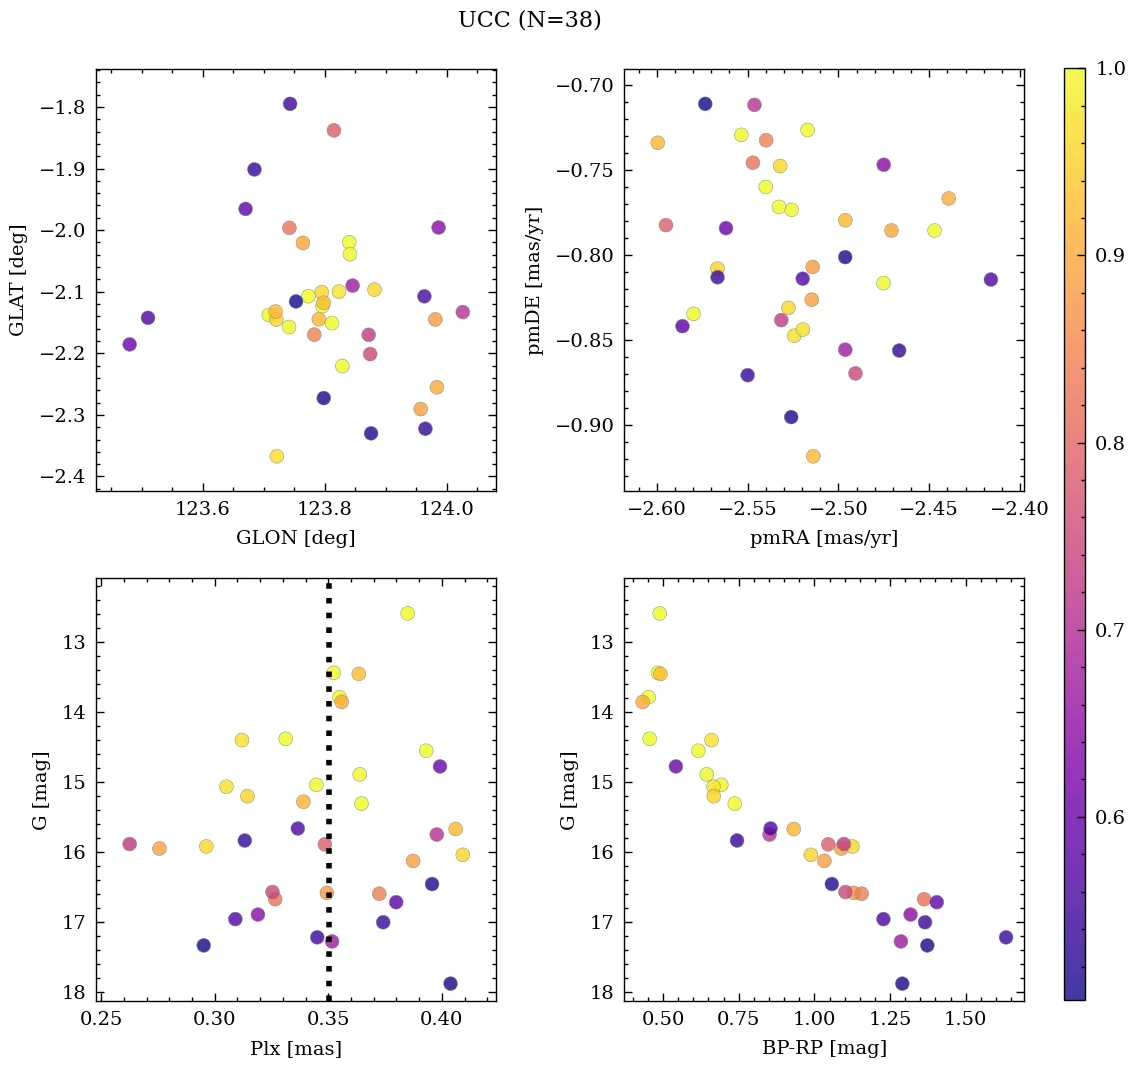 UCC (N=38)
−1.8
−1.9
−2.0
−2.1
−2.2
−2.3
−2.4
GLAT [deg]
123.6 123.8 124.0
GLON [deg]
−0.70
−0.75
−0.80
−0.85
−0.90
pmDE [mas/yr]
−2.60 −2.55 −2.50 −2.45 −2.40
pmRA [mas/yr]
13
14
15
16
17
18
G [mag]
0.25 0.30 0.35 0.40
Plx [mas]
13
14
15
16
17
18
G [mag]
0.50 0.75 1.00 1.25 1.50
BP-RP [mag]
1.0
0.9
0.8
0.7
0.6